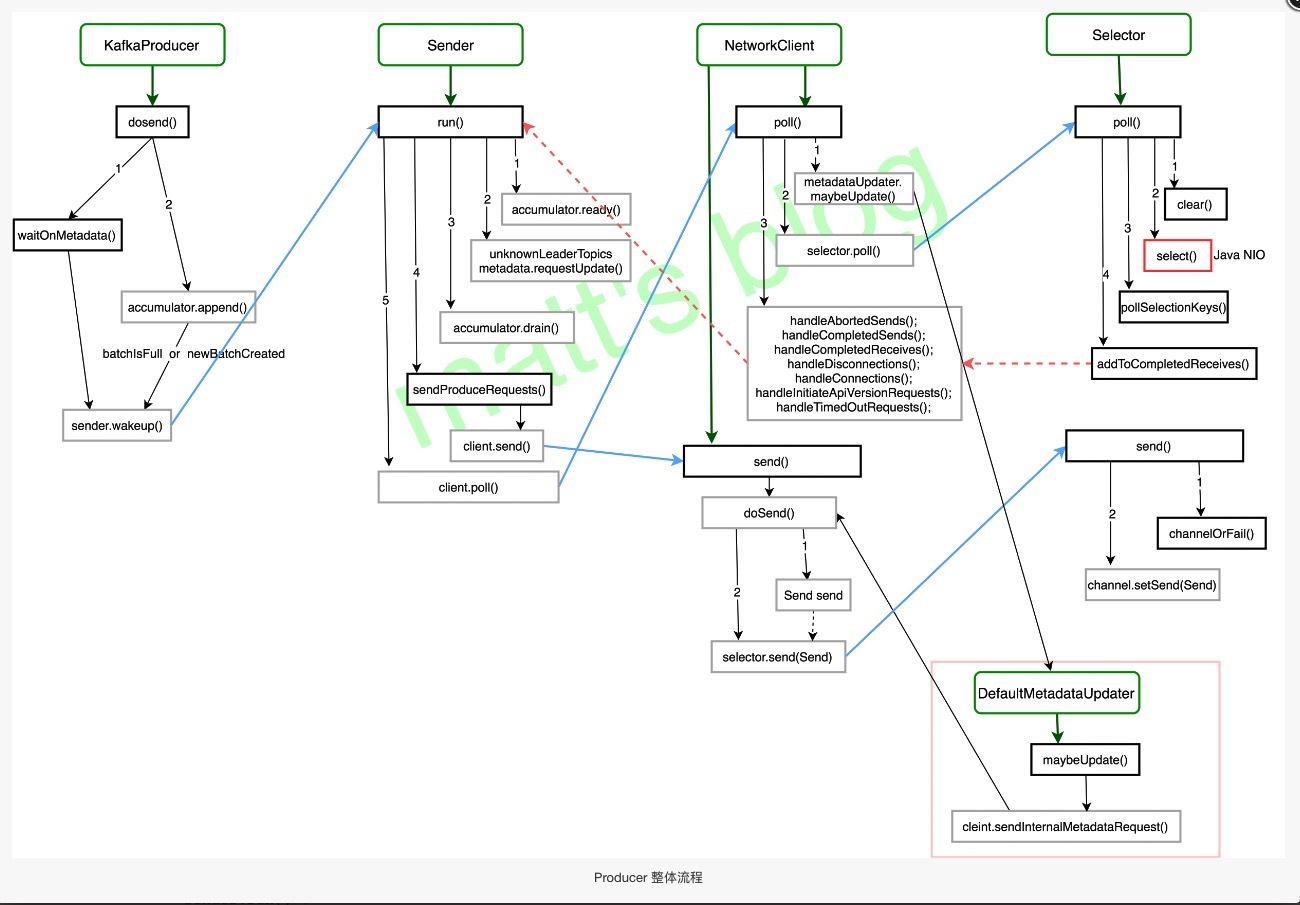 KafkaProducer
Sender
NetworkClient
Selector
dosend()
run()
poll()
poll()
1
2
1
2
3
4
5
1
2
3
1
2
3
4
waitOnMetadata()
accumulator.ready()
metadataUpdater.
maybeUpdate()
clear()
unknownLeaderTopics
metadata.requestUpdate()
selector.poll()
select()
Java NIO
accumulator.append()
accumulator.drain()
pollSelectionKeys()
batchIsFull or newBatchCreated
handleAbortedSends();
handleCompletedSends();
handleCompletedReceives();
handleDisconnections();
handleConnections();
handleInitiateApiVersionRequests();
handleTimedOutRequests();
addToCompletedReceives()
sendProduceRequests()
sender.wakeup()
client.send()
client.poll()
send()
send()
doSend()
1
2
1
2
channelOrFail()
Send send
channel.setSend(Send)
selector.send(Send)
DefaultMetadataUpdater
maybeUpdate()
cleint.sendInternalMetadataRequest()
matt's blog
Producer 整体流程